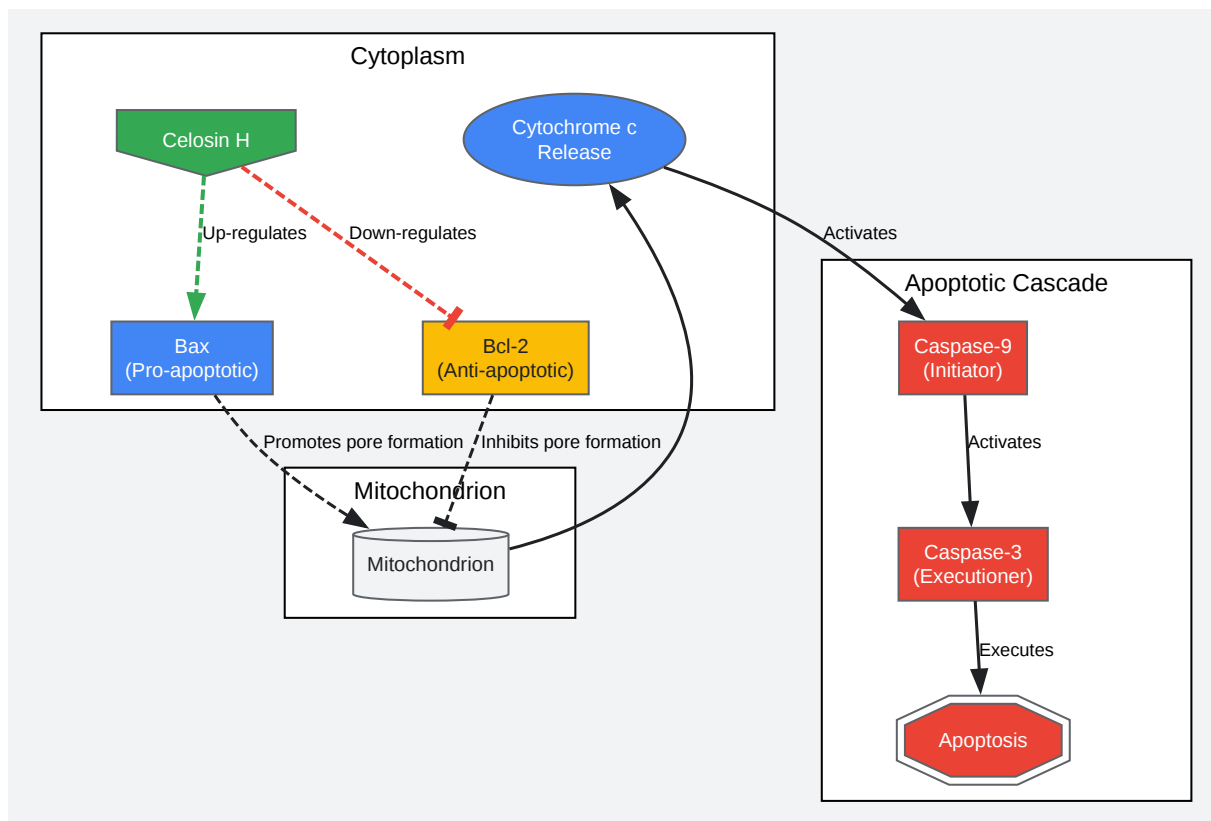 Cytoplasm
Celosin H
Cytochrome c
Release
Up-regulates
Down-regulates
Activates
Apoptotic Cascade
Bax
(Pro-apoptotic)
Bcl-2
(Anti-apoptotic)
Caspase-9
(Initiator)
Promotes pore formation
Inhibits pore formation
Activates
Mitochondrion
Mitochondrion
Caspase-3
(Executioner)
Executes
Apoptosis